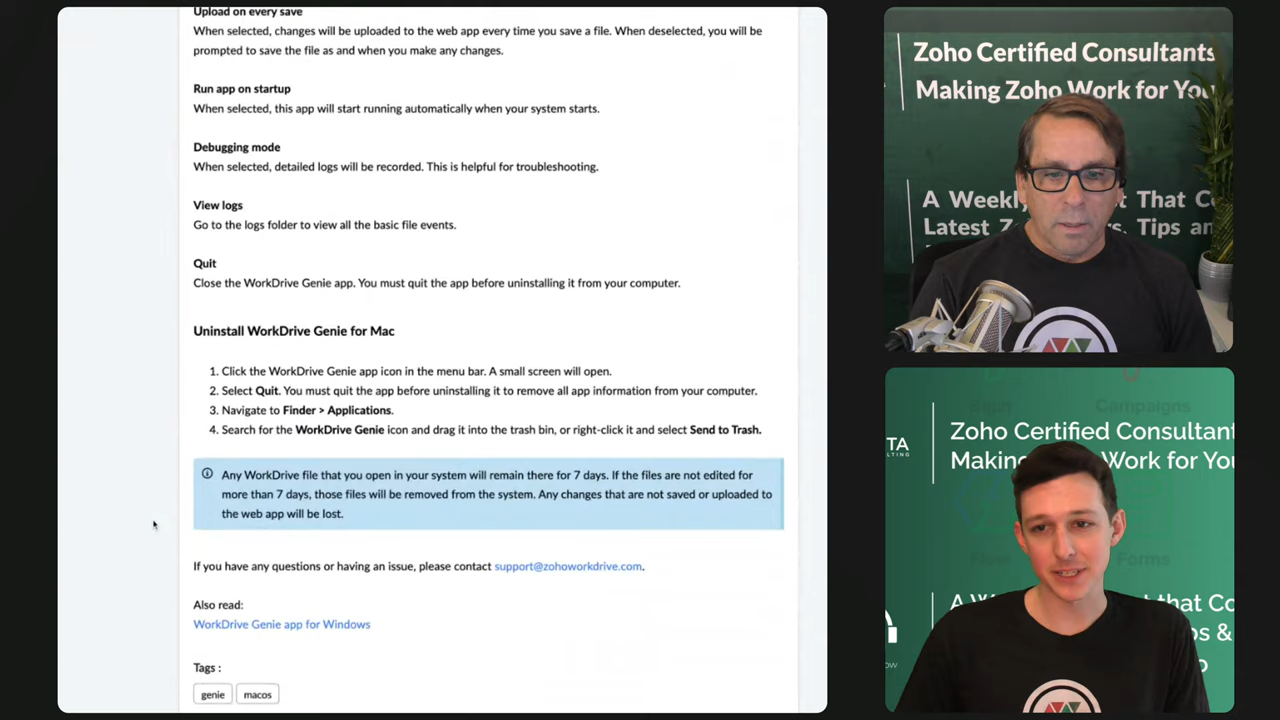 Upload on every save
When selected, changes will be uploaded to the web app every time you save a file. When deselected, you will be
prompted to save the file as and when you make any changes.
Run app on startup
When selected, this app will start running automatically when your system starts.
Debugging mode
When selected, detailed logs will be recorded. This is helpful for troubleshooting.
View logs
Go to the logs folder to view all the basic file events.
Quit
Close the WorkDrive Genie app. You must quit the app before uninstalling it from your computer.
Uninstall WorkDrive Genie for Mac
1. Click the WorkDrive Genie app icon in the menu bar. A small screen will open.
2. Select Quit. You must quit the app before uninstalling it to remove all app information from your computer.
3. Navigate to Finder > Applications.
4. Search for the WorkDrive Genie icon and drag it into the trash bin, or right-click it and select Send to Trash.
Any WorkDrive file that you open in your system will remain there for 7 days. If the files are not edited for
more than 7 days, those files will be removed from the system. Any changes that are not saved or uploaded to
the web app will be lost.
If you have any questions or having an issue, please contact support@zohoworkdrive.com.
Also read:
WorkDrive Genie app for Windows
Tags :
genie macos
Zoho Certified Consultants
Making Zoho Work for You
A Weekly
That C
Latest Z
Tips an
Begin Campaigns
Zoho Certified Consultan
Making Work for Yo
Forms
A W that Co
s &
o